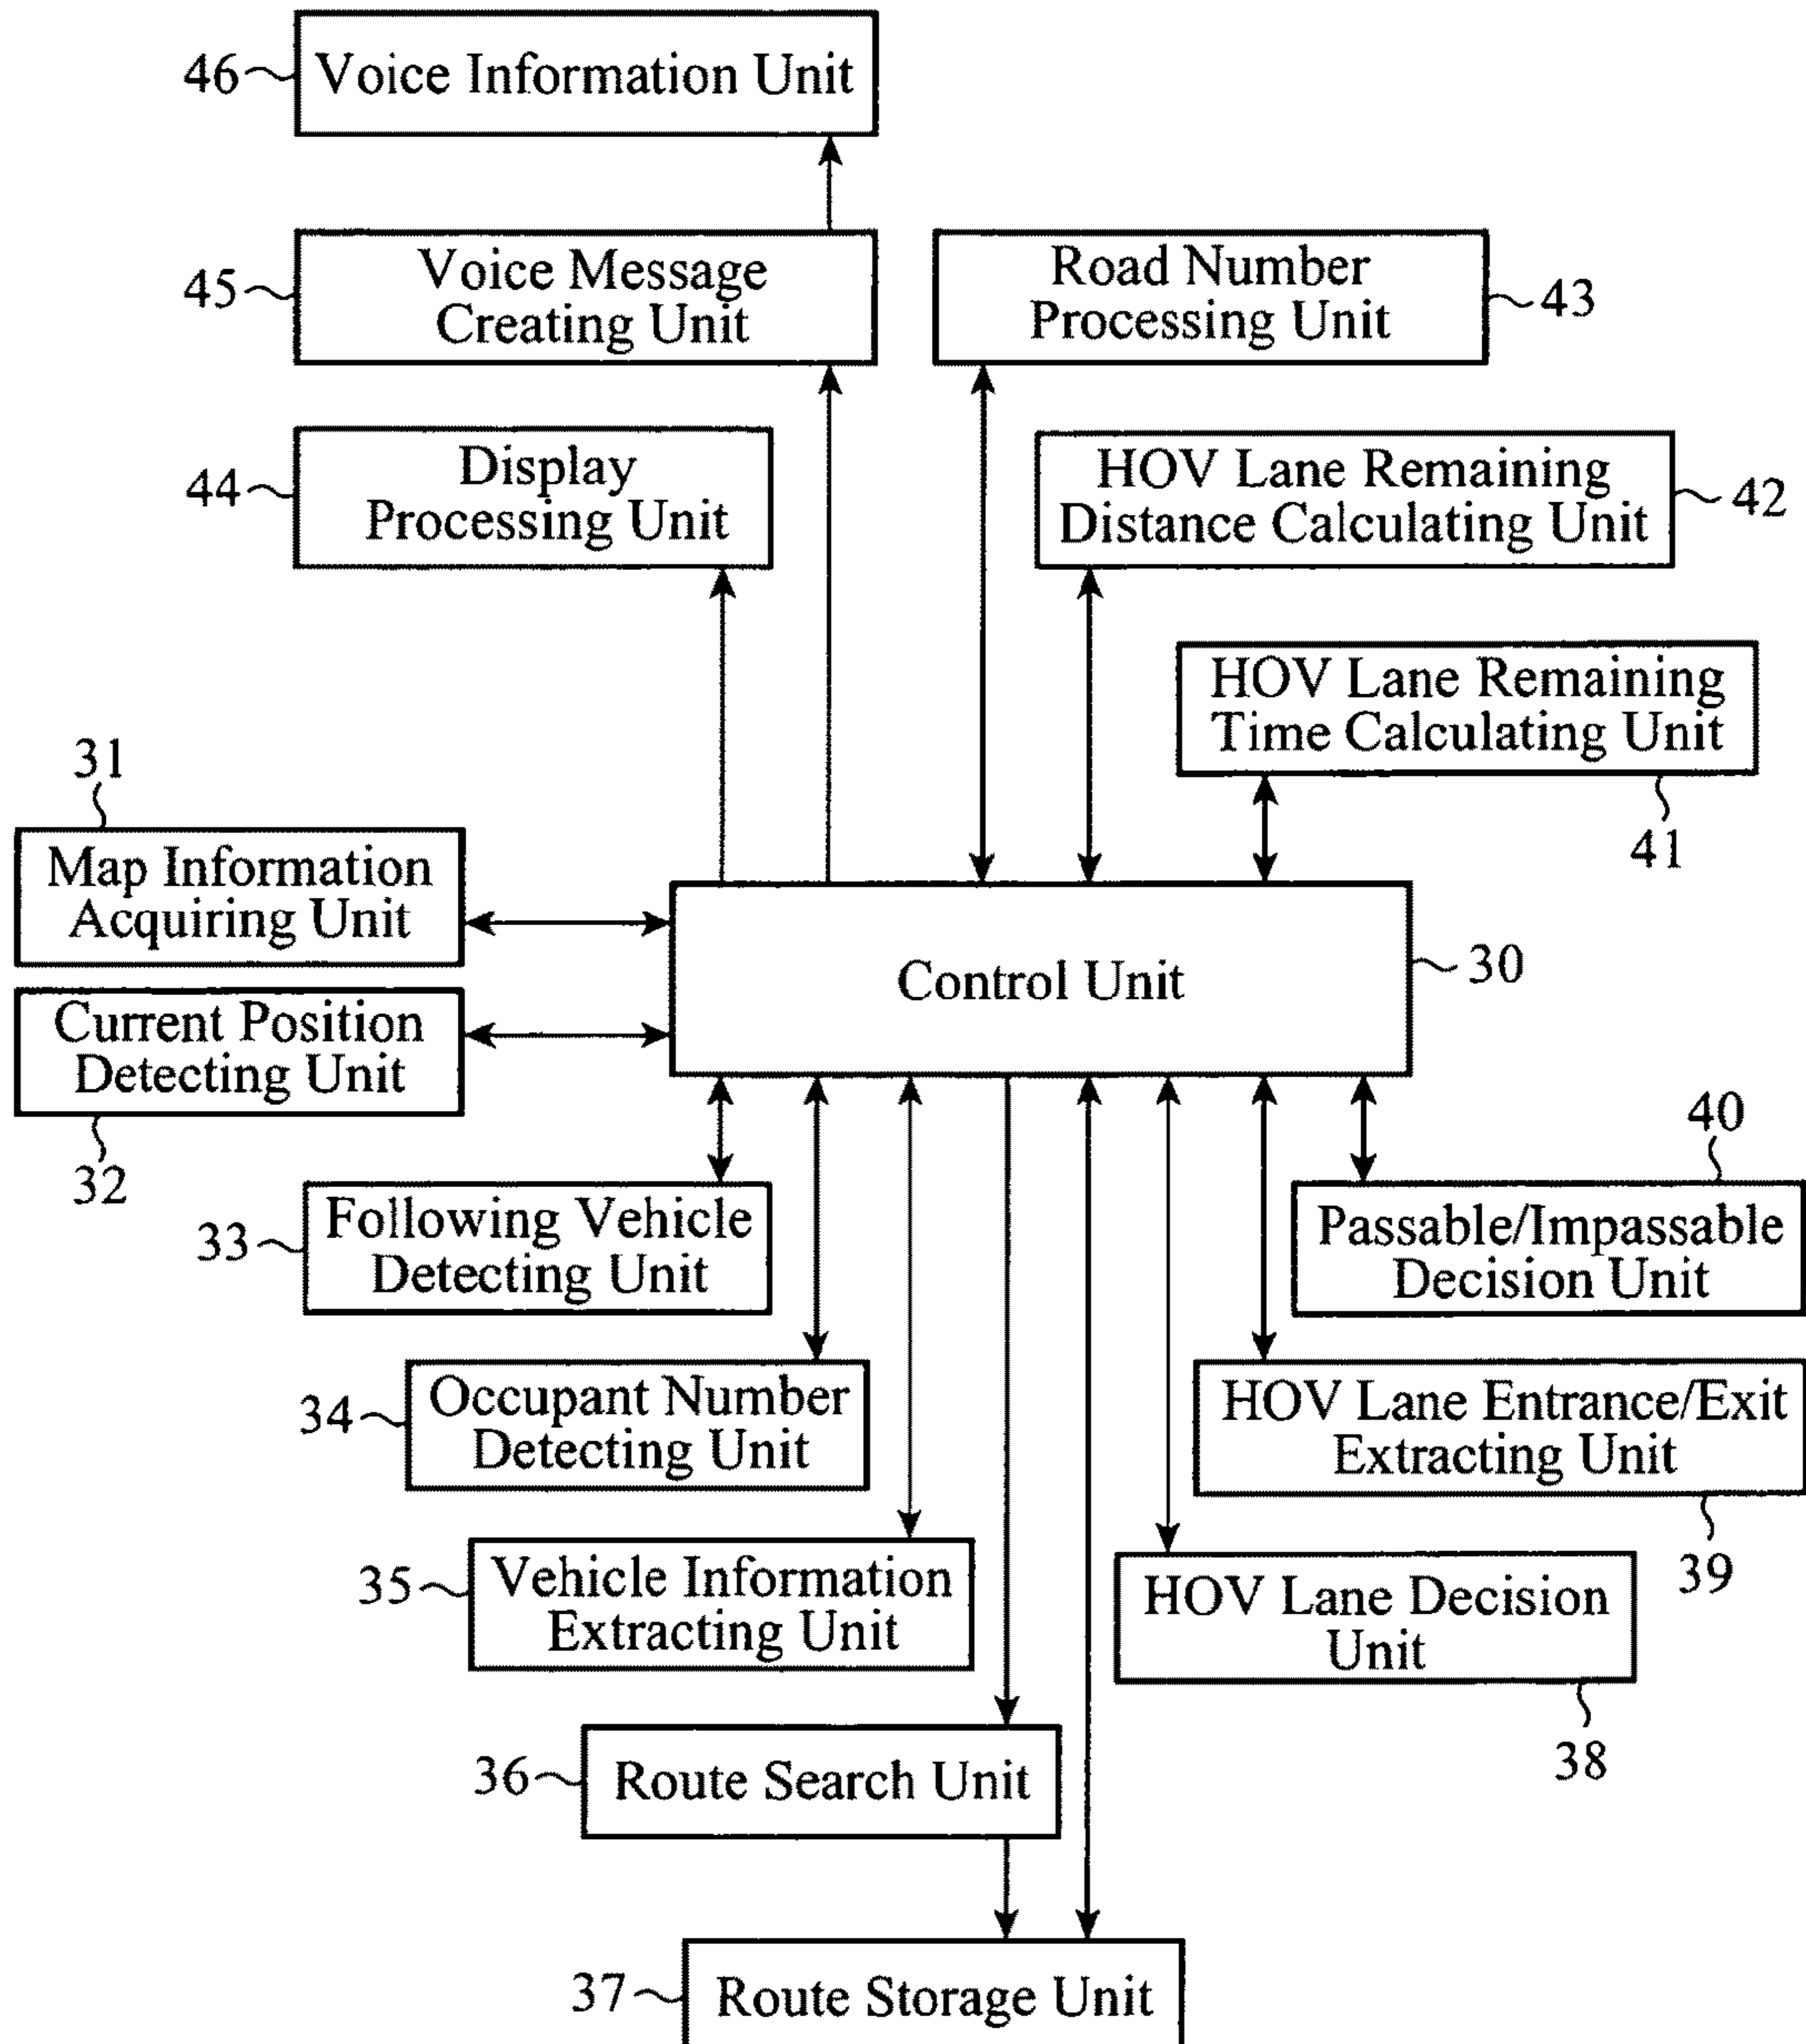 46
Voice Information Unit
45
Voice Message
Creating Unit
Road Number
Processing Unit
43
44
Display
Processing Unit
HOV Lane Remaining
Distance Calculating Unit
42
HOV Lane Remaining
Time Calculating Unit
41
31
Map Information
Acquiring Unit
Control Unit
30
Current Position
Detecting Unit
32
33
Following Vehicle
Detecting Unit
40
Passable/Impassable
Decision Unit
34
Occupant Number
Detecting Unit
HOV Lane Entrance/Exit
Extracting Unit
39
35
Vehicle Information
Extracting Unit
HOV Lane Decision
Unit
38
36
Route Search Unit
37
Route Storage Unit